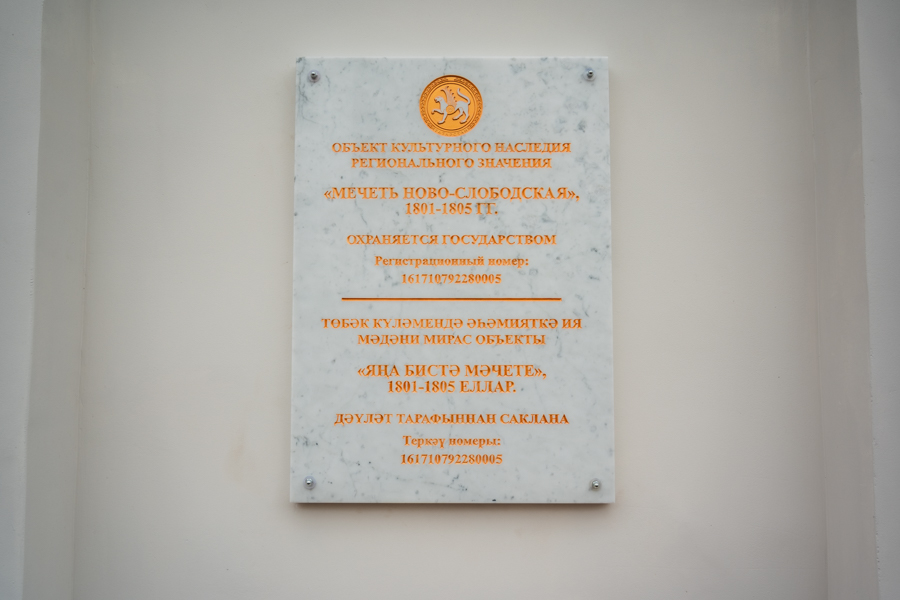 ОБЪЕКТ КУЛЬТУРНОГО НАСЛЕДИЯ
РЕГИОНАЛЬНОГО ЗНАЧЕНИЯ
«МЕЧЕТЬ НОВО-СЛОБОДСКАЯ»,
1801-1805 ГГ.
ОХРАНЯЕТСЯ ГОСУДАРСТВОМ
Регистрационный номер:
161710792280005
ТӨБӘК КҮЛӘМЕНДӘ ӘҺӘМИЯТКӘ ИЯ
МӘДӘНИ МИРАС ОБЪЕКТЫ
«ЯҢА БИСТӘ МӘЧЕТЕ»,
1801-1805 ЕЛЛАР.
ДӘҮЛӘТ ТАРАФЫННАН САКЛАНА
Теркәү номеры:
161710792280005